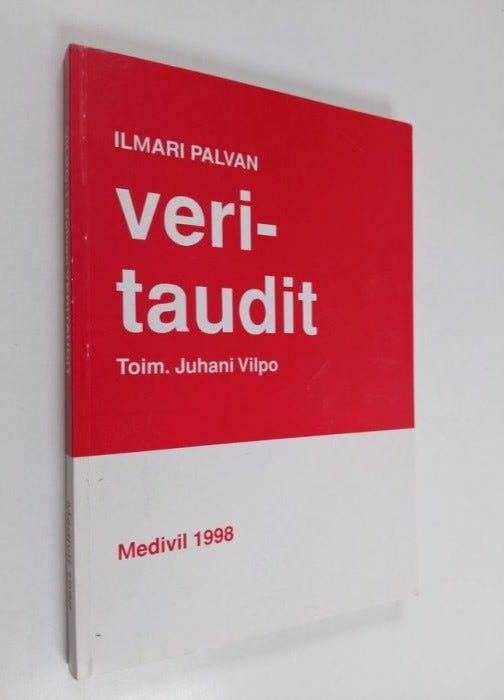 ILMARI PALVAN
veri-
taudit
Toim. Juhani Vilpo
Medivil 1998